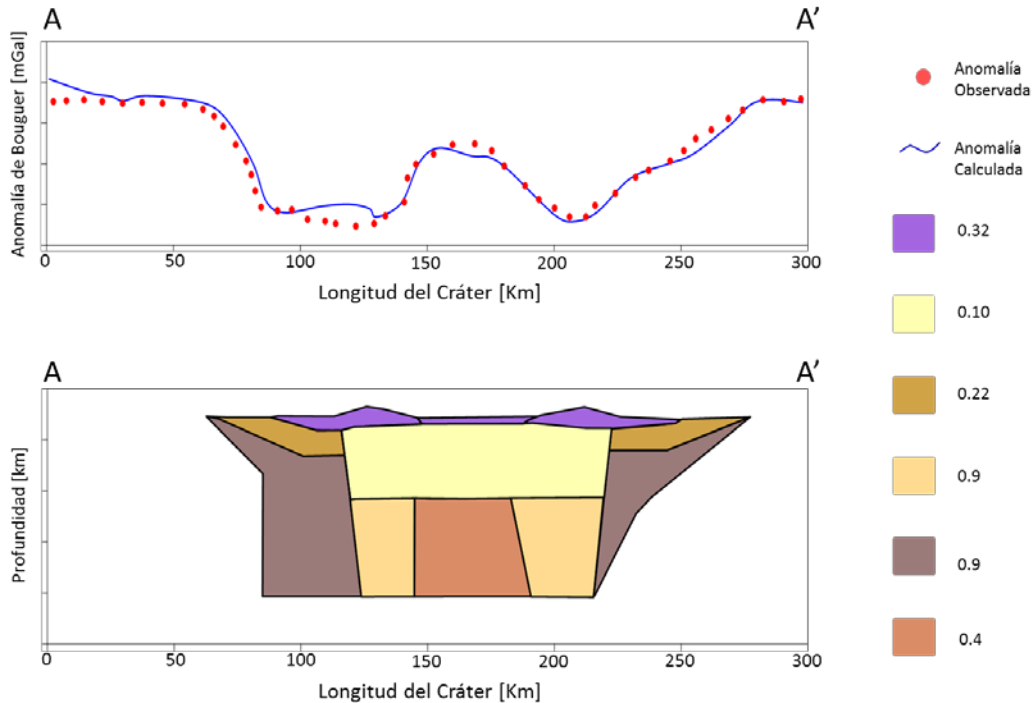 A A’
Anomalía de Bouguer [mGal]
0 50 100 150 200 250 300
Longitud del Cráter [Km]
A A’
Profundidad [km]
0 50 100 150 200 250 300
Longitud del Cráter [Km]
Anomalía
Observada
Anomalía
Calculada
0.32
0.10
0.22
0.9
0.9
0.4